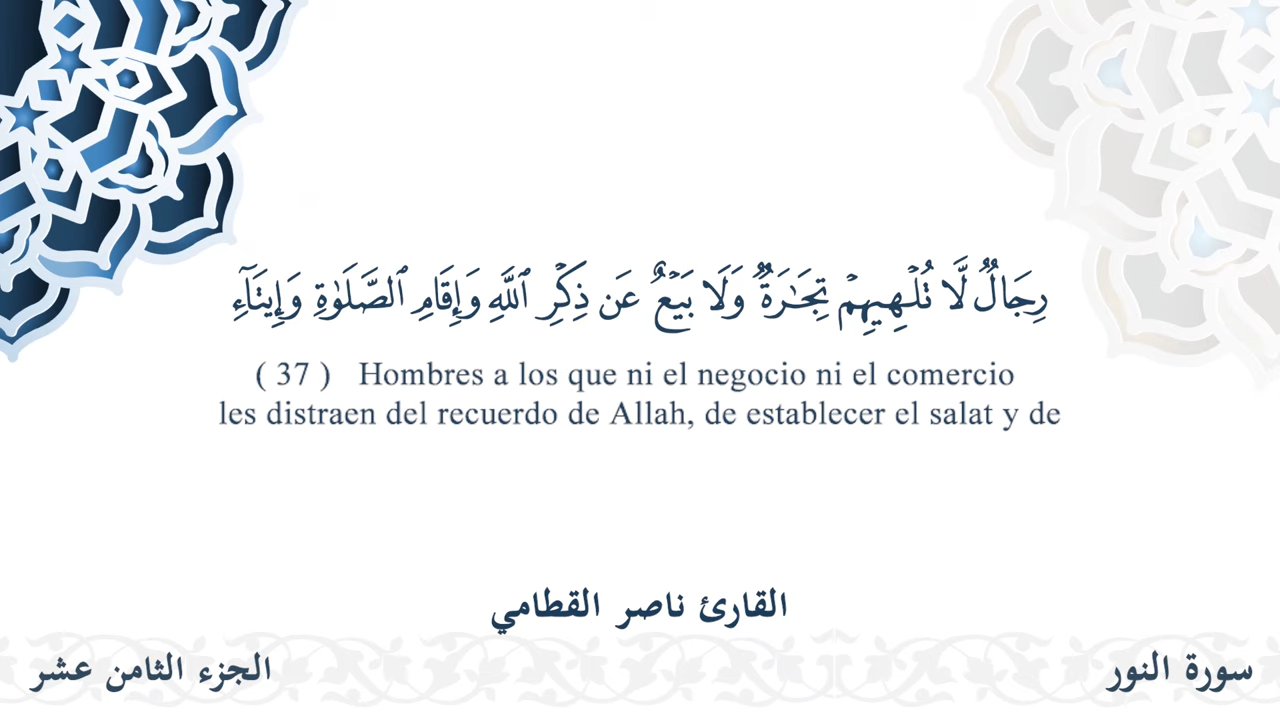 رِجَالٌ لَّا تُلْهِيهِمْ تِجَـٰرَةٌ وَلَا بَيْعٌ عَن ذِكْرِ ٱللَّهِ وَإِقَامِ ٱلصَّلَوٰةِ وَإِيتَآءِ
( 37 ) Hombres a los que ni el negocio ni el comercio
les distraen del recuerdo de Allah, de establecer el salat y de
القارئ ناصر القطامي
سورة النور
الجزء الثامن عشر